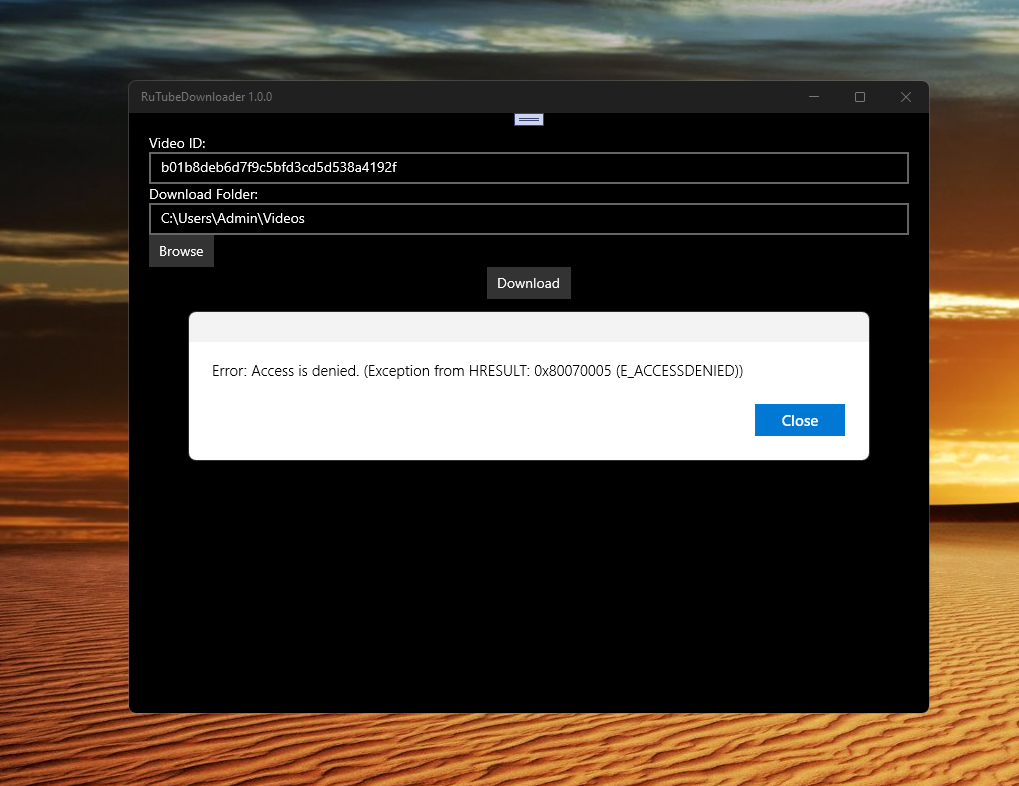 RuTubeDownloader 1.0.0
Video ID:
b01b8deb6d7f9c5bfd3cd5d538a4192f
Download Folder:
C:\Users\Admin\Videos
Browse
Download
Error: Access is denied. (Exception from HRESULT: 0x80070005 (E_ACCESSDENIED))
Close